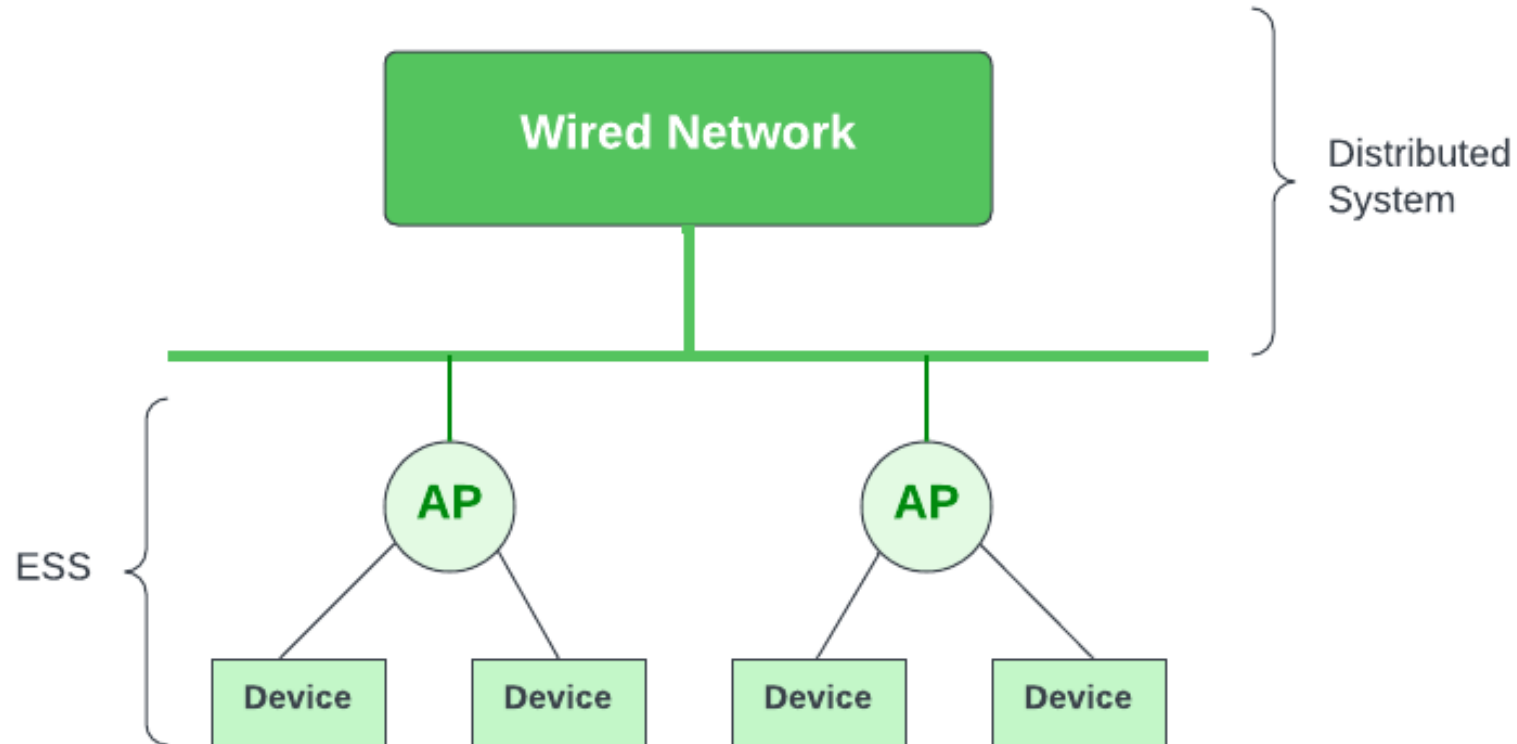 Wired Network
Distributed
System
AP
AP
ESS
Device
Device
Device
Device